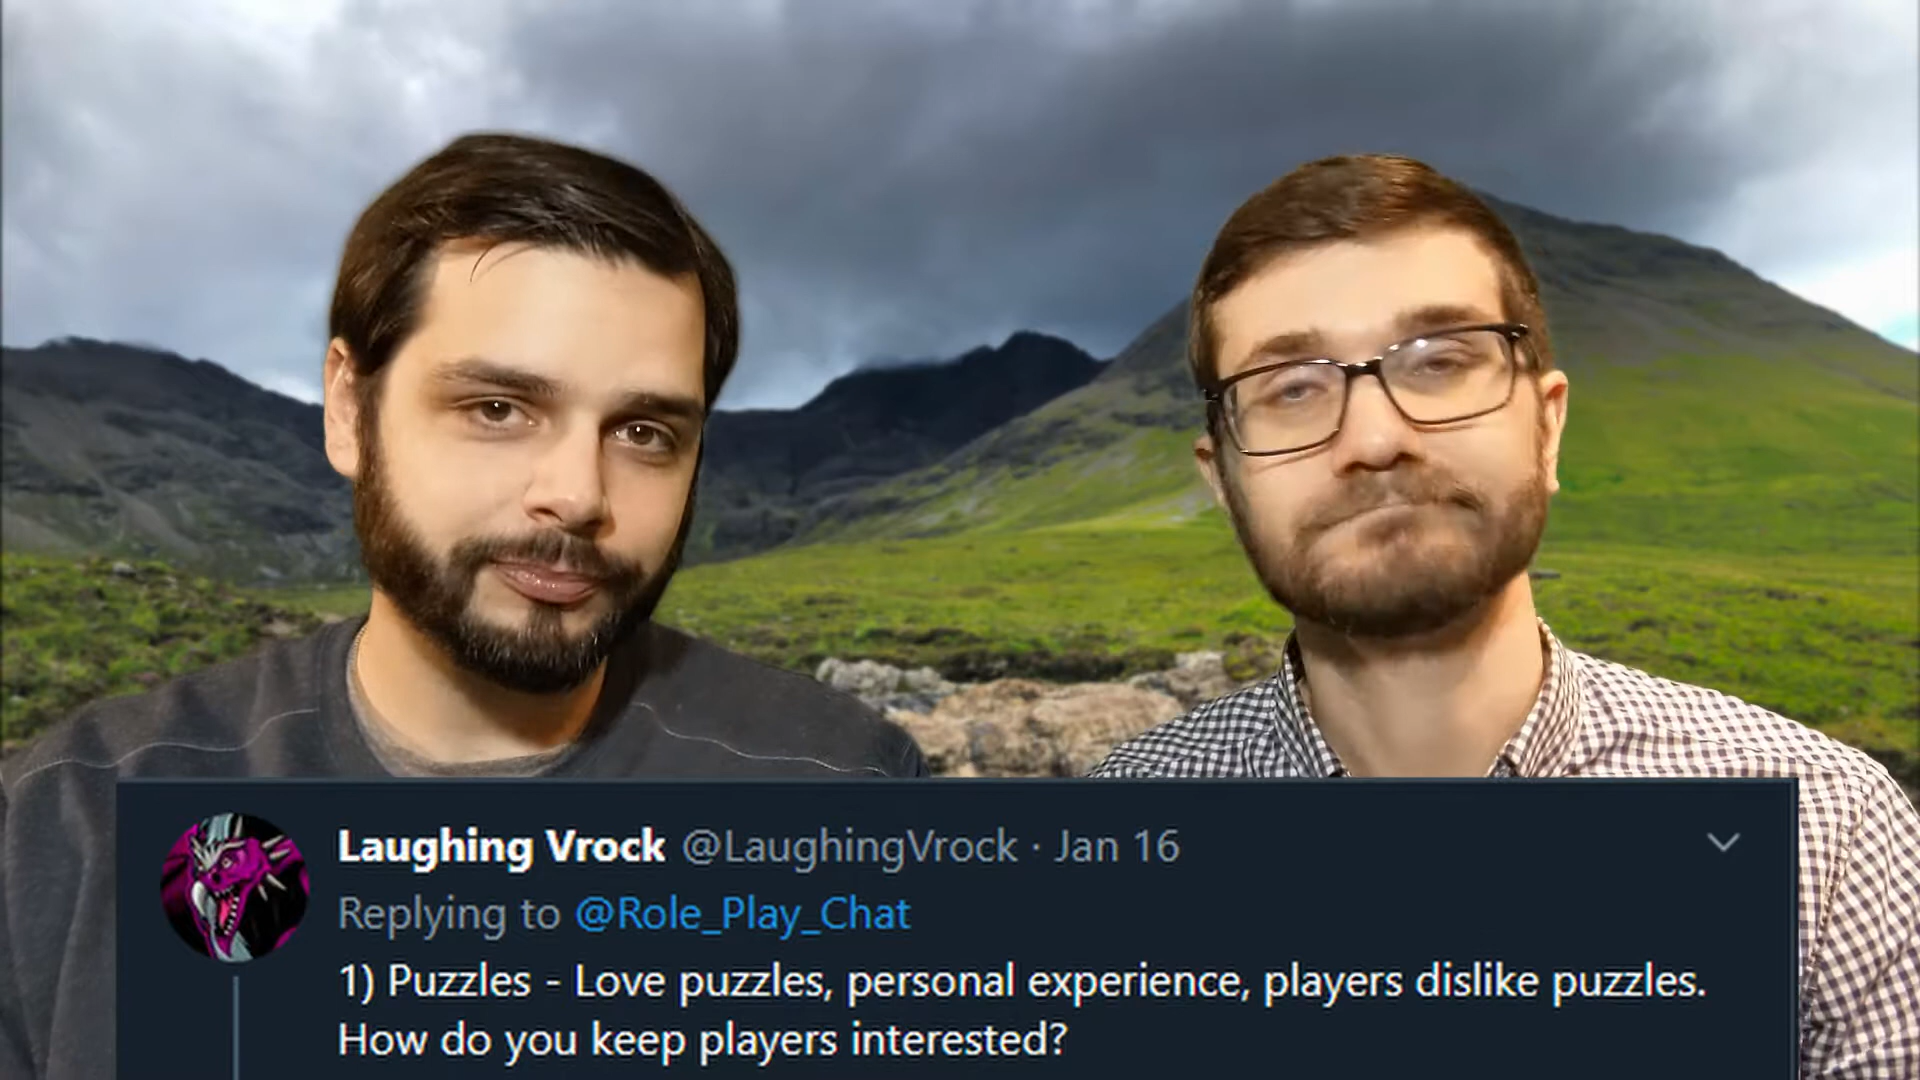 Laughing Vrock @LaughingVrock · Jan 16
Replying to @Role_Play_Chat
1) Puzzles - Love puzzles, personal experience, players dislike puzzles.
How do you keep players interested?